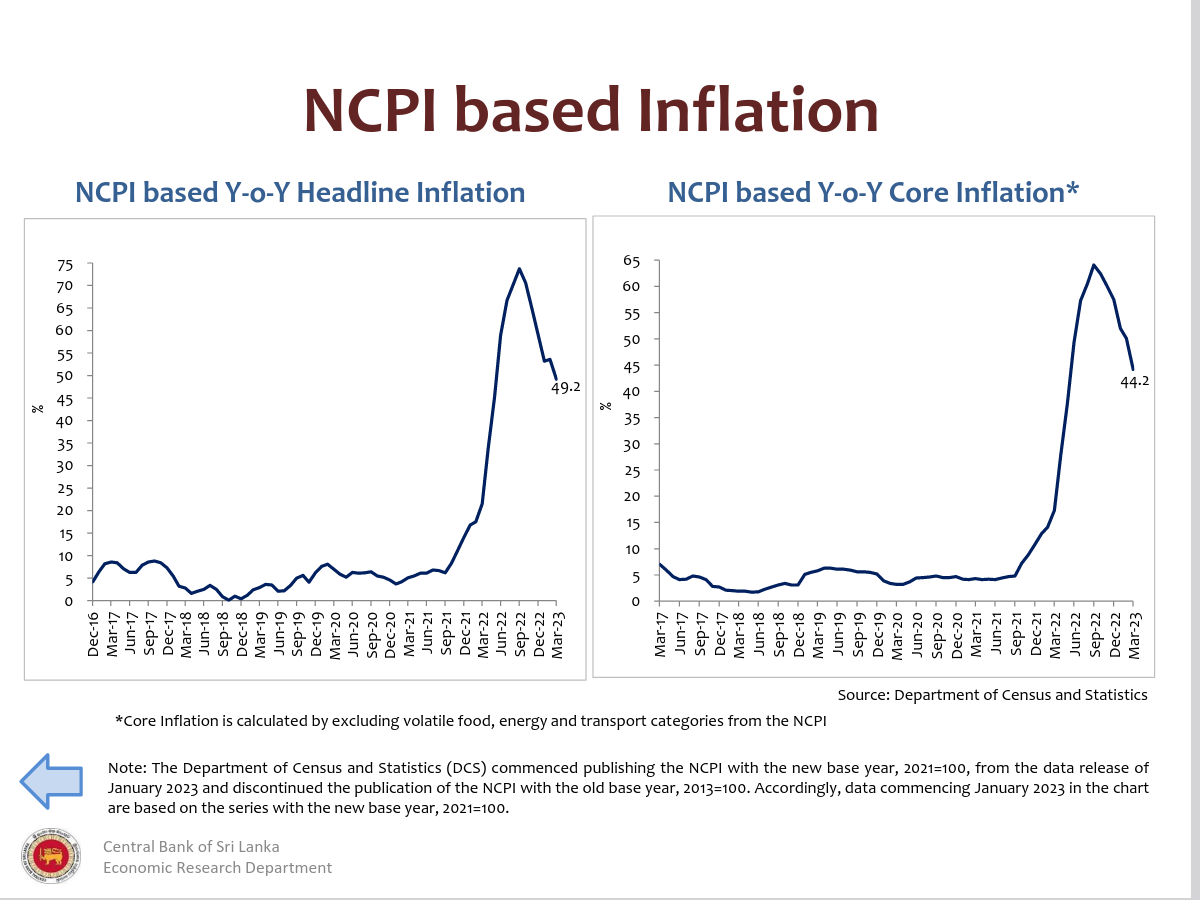 NCPI based Inflation
NCPI based Y-o-Y Headline Inflation
75
70
65
60
55
50
45
40
35
30
25
20
15
10
5
0
%
49.2
Dec-16
Mar-17
Jun-17
Sep-17
Dec-17
Mar-18
Jun-18
Sep-18
Dec-18
Mar-19
Jun-19
Sep-19
Dec-19
Mar-20
Jun-20
Sep-20
Dec-20
Mar-21
Jun-21
Sep-21
Dec-21
Mar-22
Jun-22
Sep-22
Dec-22
Mar-23
NCPI based Y-o-Y Core Inflation*
65
60
55
50
45
40
35
30
25
20
15
10
5
0
%
44.2
Mar-17
Jun-17
Sep-17
Dec-17
Mar-18
Jun-18
Sep-18
Dec-18
Mar-19
Jun-19
Sep-19
Dec-19
Mar-20
Jun-20
Sep-20
Dec-20
Mar-21
Jun-21
Sep-21
Dec-21
Mar-22
Jun-22
Sep-22
Dec-22
Mar-23
Source: Department of Census and Statistics
*Core Inflation is calculated by excluding volatile food, energy and transport categories from the NCPI
Note: The Department of Census and Statistics (DCS) commenced publishing the NCPI with the new base year, 2021=100, from the data release of
January 2023 and discontinued the publication of the NCPI with the old base year, 2013=100. Accordingly, data commencing January 2023 in the chart
are based on the series with the new base year, 2021=100.
Central Bank of Sri Lanka
Economic Research Department